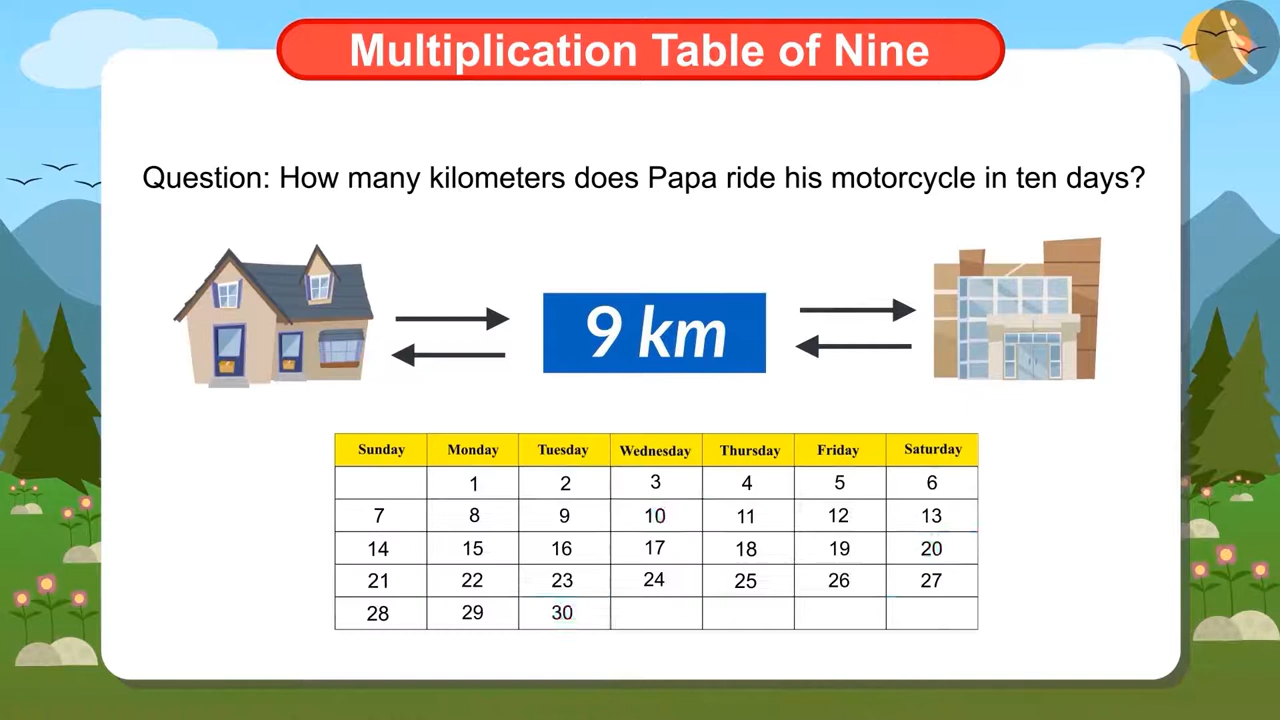 Multiplication Table of Nine
Question: How many kilometers does Papa ride his motorcycle in ten days?
9 km
Sunday Monday Tuesday Wednesday Thursday Friday Saturday
1 2 3 4 5 6
7 8 9 10 11 12 13
14 15 16 17 18 19 20
21 22 23 24 25 26 27
28 29 30